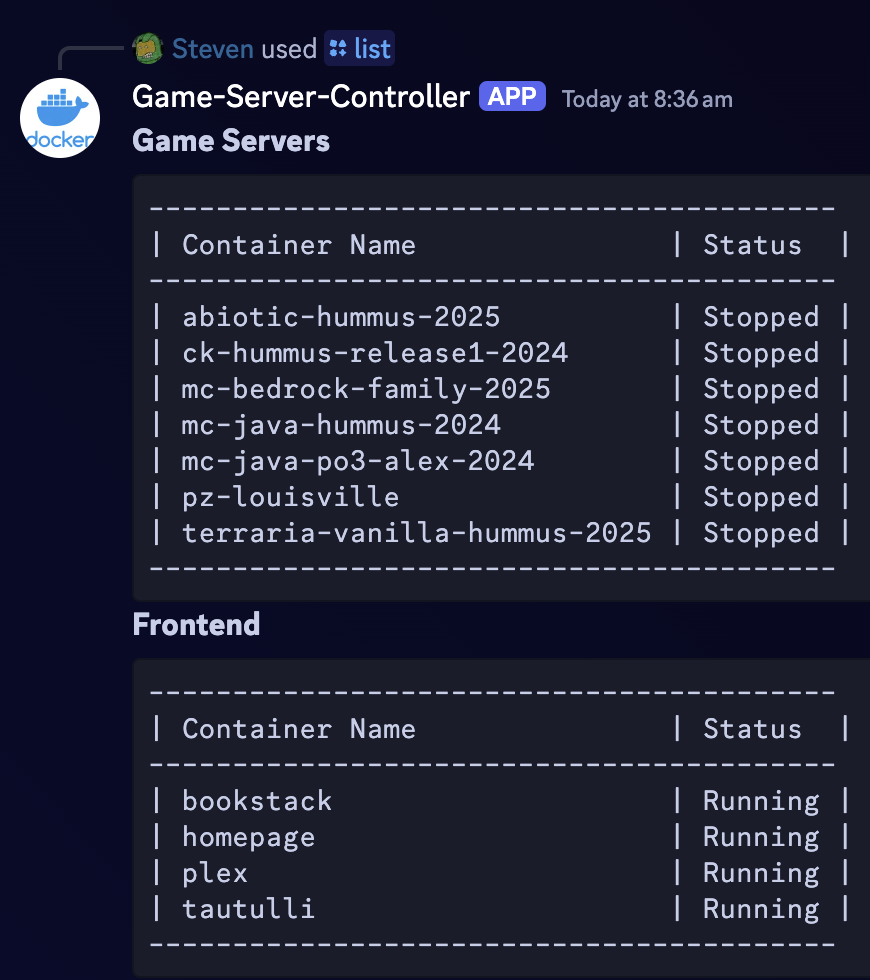 Steven used list
docker
Game-Server-Controller APP Today at 8:36 am
Game Servers
-----------------------------------------
| Container Name               | Status  |
-----------------------------------------
| abiotic-hummus-2025          | Stopped |
| ck-hummus-release1-2024      | Stopped |
| mc-bedrock-family-2025       | Stopped |
| mc-java-hummus-2024          | Stopped |
| mc-java-po3-alex-2024        | Stopped |
| pz-louisville                | Stopped |
| terraria-vanilla-hummus-2025 | Stopped |
-----------------------------------------
Frontend
-----------------------------------------
| Container Name               | Status  |
-----------------------------------------
| bookstack                    | Running |
| homepage                     | Running |
| plex                         | Running |
| tautulli                     | Running |
-----------------------------------------